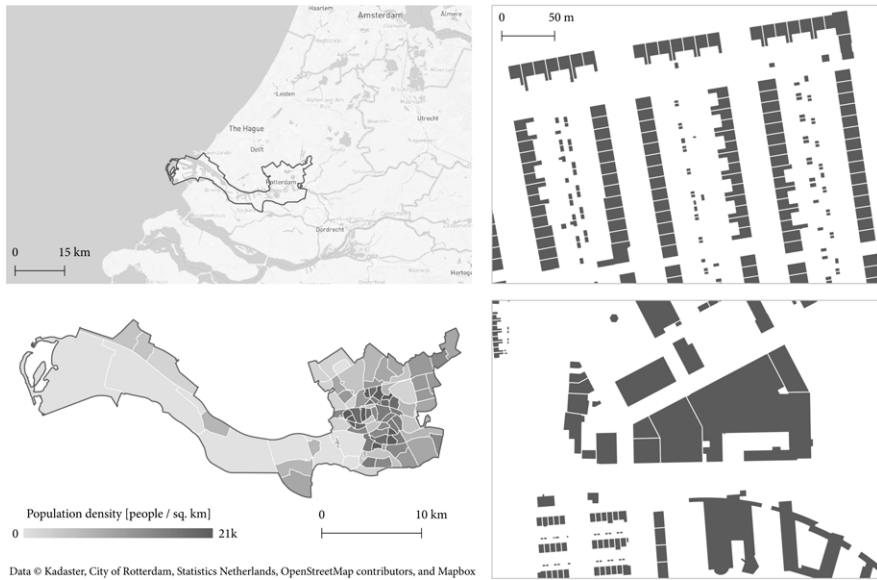 Haarlem
Amsterdam
Almere
Leiden
Utrecht
The Hague
Delft
Rotterdam
Dordrecht
0 15 km
0 50 m
Population density [people / sq. km]
0 21k
0 10 km
Data © Kadaster, City of Rotterdam, Statistics Netherlands, OpenStreetMap contributors, and Mapbox